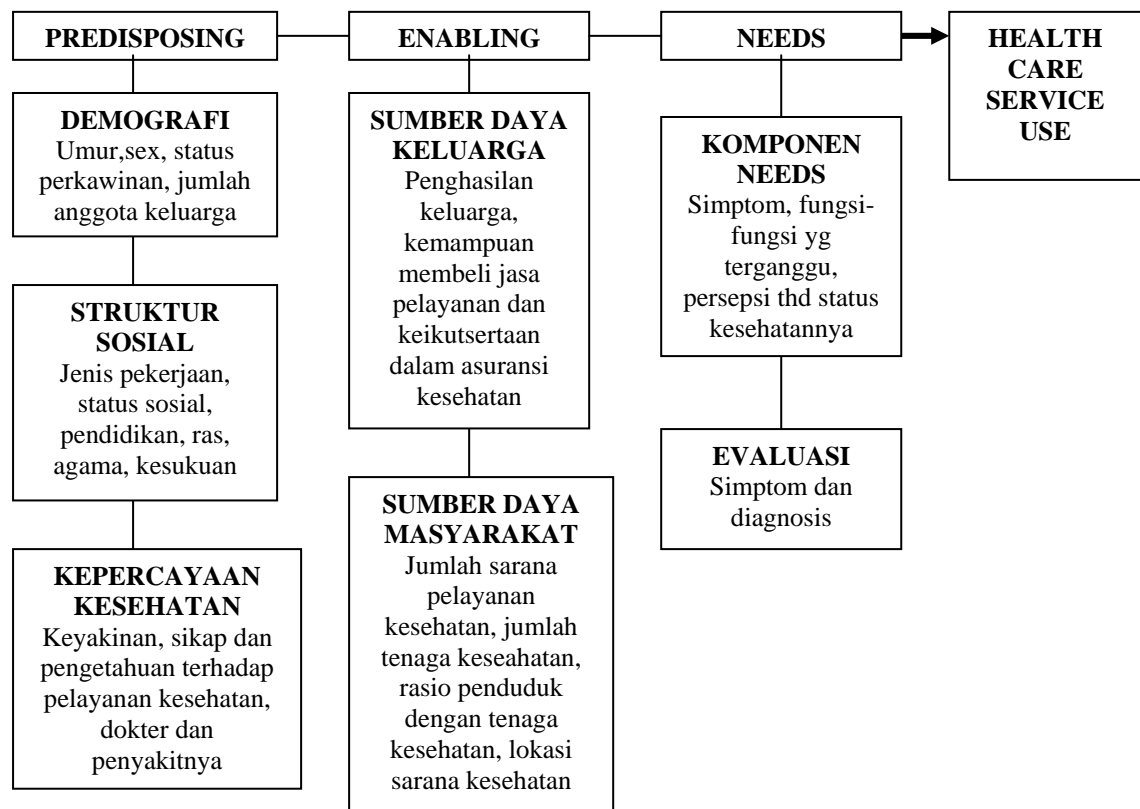 PREDISPOSING
DEMOGRAFI
Umur,sex, status
perkawinan, jumlah
anggota keluarga
STRUKTUR
SOSIAL
Jenis pekerjaan,
status sosial,
pendidikan, ras,
agama, kesukuan
KEPERCAYAAN
KESEHATAN
Keyakinan, sikap dan
pengetahuan terhadap
pelayanan kesehatan,
dokter dan
penyakitnya
ENABLING
SUMBER DAYA
KELUARGA
Penghasilan
keluarga,
kemampuan
membeli jasa
pelayanan dan
keikutsertaan
dalam asuransi
kesehatan
SUMBER DAYA
MASYARAKAT
Jumlah sarana
pelayanan
kesehatan, jumlah
tenaga keseahatan,
rasio penduduk
dengan tenaga
kesehatan, lokasi
sarana kesehatan
NEEDS
KOMPONEN
NEEDS
Simptom, fungsi-
fungsi yg
terganggu,
persepsi thd status
kesehatannya
EVALUASI
Simptom dan
diagnosis
HEALTH
CARE
SERVICE
USE